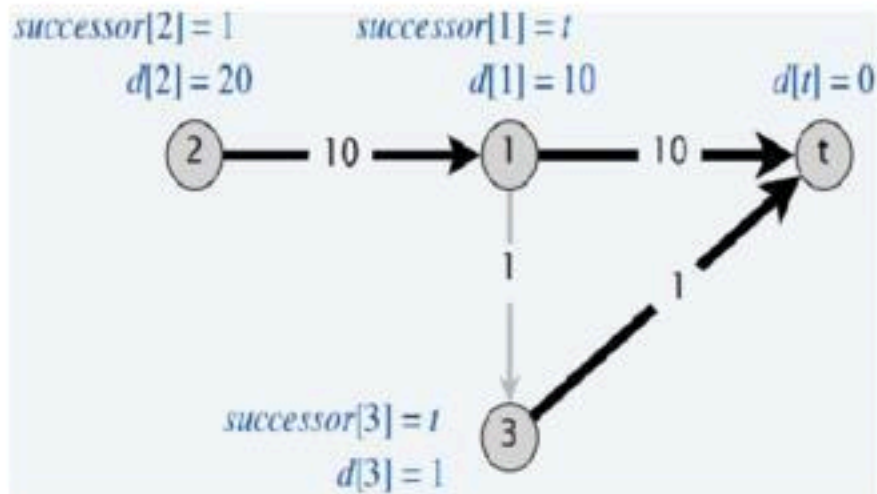 successor[2] = 1 successor[1] = t
d[2] = 20 d[1] = 10 d[t] = 0
2 10 1 10 t
1
1
successor[3] = t
3
d[3] = 1